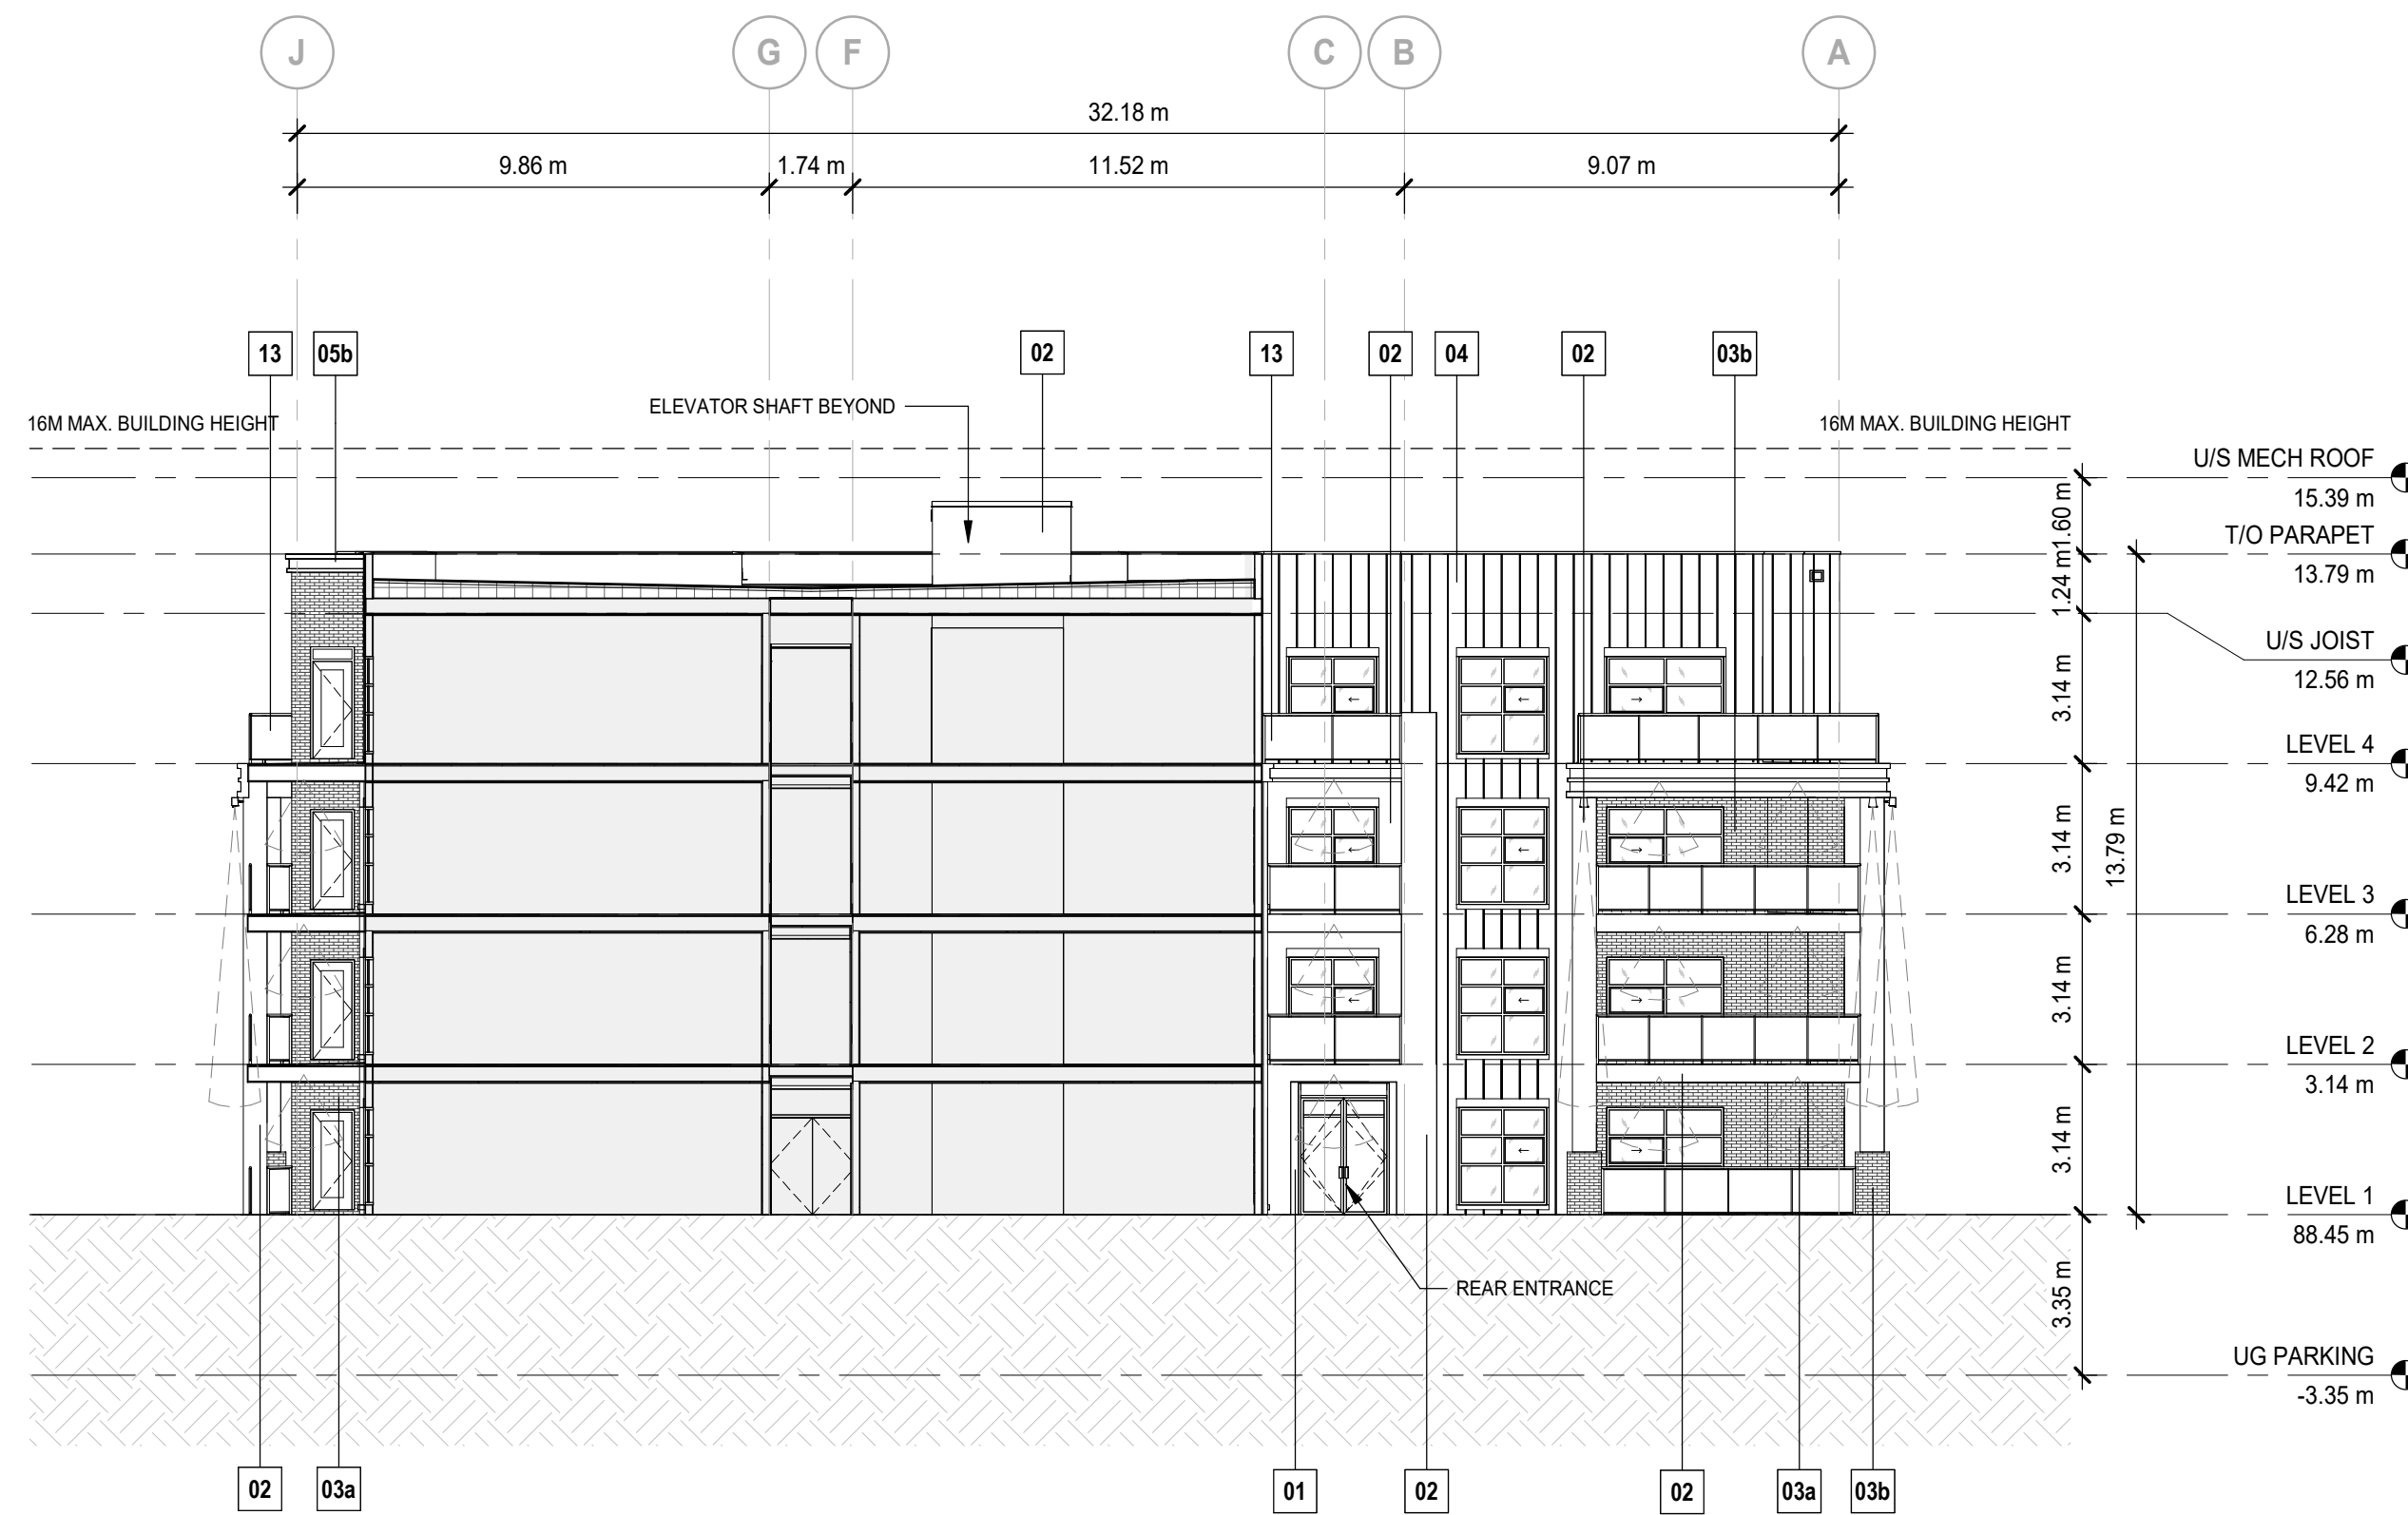 J
G
F
C
B
A
32.18 m
9.86 m
1.74 m
11.52 m
9.07 m
13
05b
02
13
02
04
02
03b
ELEVATOR SHAFT BEYOND
16M MAX. BUILDING HEIGHT
16M MAX. BUILDING HEIGHT
U/S MECH ROOF
15.39 m
1.60 m
T/O PARAPET
13.79 m
1.24 m
U/S JOIST
12.56 m
3.14 m
LEVEL 4
9.42 m
3.14 m
13.79 m
LEVEL 3
6.28 m
3.14 m
LEVEL 2
3.14 m
3.14 m
LEVEL 1
88.45 m
REAR ENTRANCE
3.35 m
UG PARKING
-3.35 m
02
03a
01
02
02
03a
03b